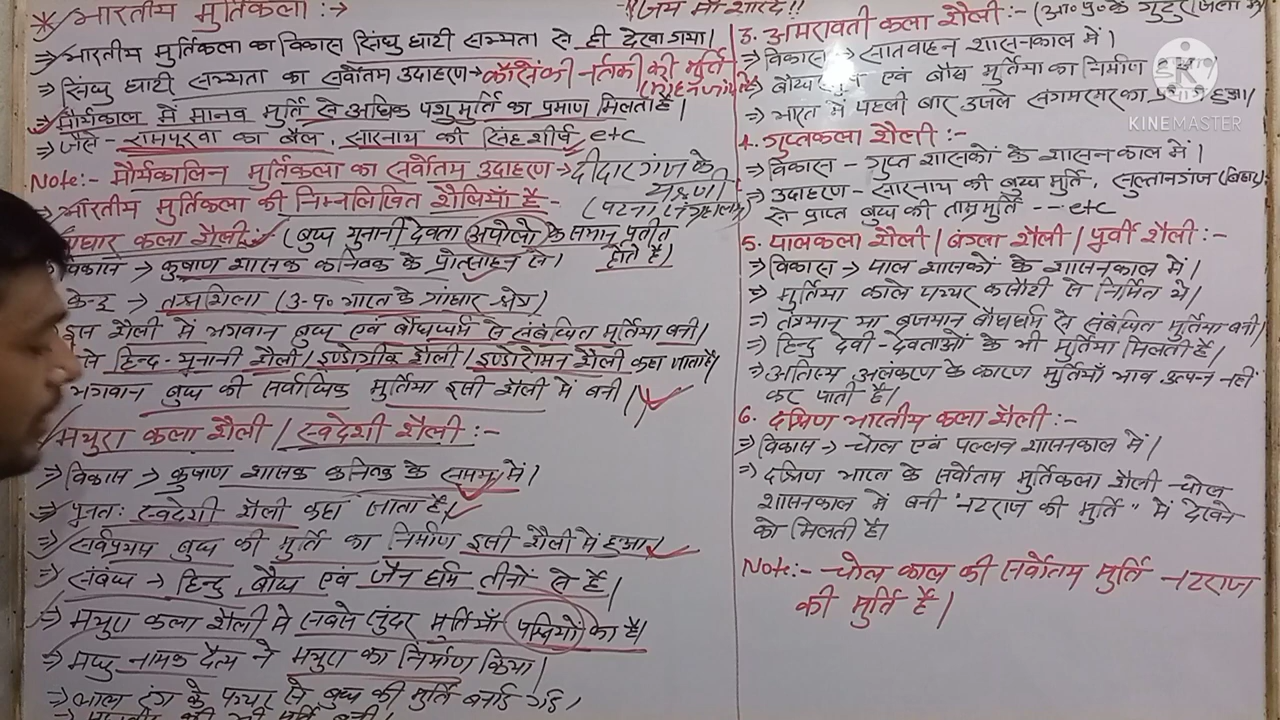 भारतीय मुर्तिकला :→
!! जय माँ शारदे !!
⇒ भारतीय मुर्तिकला का विकास सिंधु घाटी सभ्यता से ही देखा गया।
⇒ सिंधु घाटी सभ्यता का सर्वोतम उदाहरण → काँसे की नर्तकी की मुर्ति
⇒ मौर्यकाल में मानव मुर्ति से अधिक पशु मुर्ति का प्रमाण मिलता है।
⇒ जैसे - रामपुरवा का बैल, सारनाथ की सिंह शीर्ष etc
Note:- मौर्यकालिन मुर्तिकला का सर्वोतम उदाहरण → दीदारगंज के
यक्षणी
(पटना संग्रहालय)
⇒ भारतीय मुर्तिकला की निम्नलिखित शैलियाँ है -
गंधार कला शैली:- (बुध्द युनानी देवता अपोलो के समान प्रतीत
होते है)
विकास → कुषाण शासक कनिष्क के प्रोत्साहन से।
केन्द्र → तक्षशिला (उ०प० भारत के गांधार क्षेत्र)
इस शैली में भगवान बुध्द एवं बौध्दधर्म से संबंधित मुर्तिया बनी।
हिन्द-यूनानी शैली / इण्डोग्रीक शैली / इण्डोरोमन शैली कहा जाता है।
भगवान बुध्द की सर्वाधिक मुर्तिया इसी शैली में बनी।
मथुरा कला शैली / स्वदेशी शैली :-
⇒ विकास → कुषाण शासक कनिष्क के समय में।
⇒ पूर्णतः स्वदेशी शैली कहा जाता है।
⇒ सर्वप्रथम बुध्द की मुर्ति का निर्माण इसी शैली में हुआ।
⇒ संबंध → हिन्दु, बौध्द एवं जैन धर्म तीनों से है।
⇒ मथुरा कला शैली में सबसे सुंदर मुर्तियाँ पक्षियों का है।
⇒ मधु नामक दैत्य ने मथुरा का निर्माण किया।
⇒ लाल रंग के पत्थर से बुध्द की मुर्ति बनाई गई।
3. अमरावती कला शैली :- (आ० प्र० के गुंटुर जिला में)
⇒ विकास → सातवाहन शासनकाल में।
⇒ बौध्द एवं बौध्द मुर्तिया का निर्माण हुआ।
⇒ भारत में पहली बार उजले संगमरमर का प्रयोग हुआ।
KINEMASTER
4. गुप्तकला शैली :-
⇒ विकास - गुप्त शासकों के शासनकाल में।
⇒ उदाहरण - सारनाथ की बुध्द मुर्ति, सुल्तानगंज (बिहार)
से प्राप्त बुध्द की ताम्रमुर्ति --- etc
5. पालकला शैली / बंगला शैली / पूर्वी शैली :-
⇒ विकास → पाल शासकों के शासनकाल में।
⇒ मुर्तिया काले पत्थर कसौटी से निर्मित थे।
⇒ तंत्रयान या वज्रयान बौध्दधर्म से संबंधित मुर्तिया बनी।
⇒ हिन्दु देवी-देवताओं के भी मुर्तिया मिलती है।
⇒ अलंकरण के कारण मुर्तियाँ भाव उत्पन्न नहीं
कर पाती है।
6. दक्षिण भारतीय कला शैली :-
⇒ विकास → चोल एवं पल्लव शासनकाल में।
⇒ दक्षिण भारत के सर्वोतम मुर्तिकला शैली चोल
शासनकाल में बनी "नटराज की मुर्ति" में देखने
को मिलती है।
Note:- चोल काल की सर्वोतम मुर्ति नटराज
की मुर्ति है।